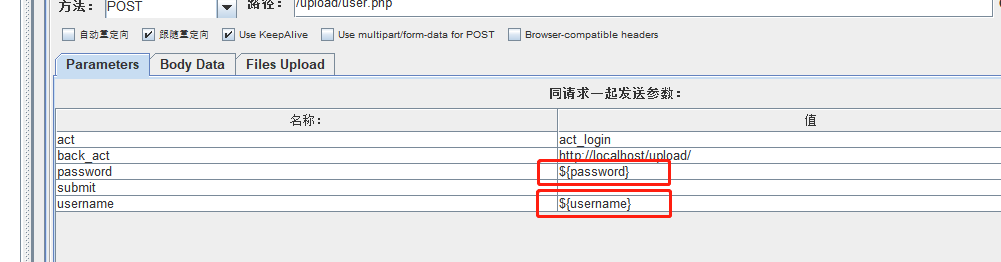 方法： POST 路径： /upload/user.php
自动重定向 跟随重定向 Use KeepAlive Use multipart/form-data for POST Browser-compatible headers
Parameters Body Data Files Upload
同请求一起发送参数：
名称： 值
act act_login
back_act http://localhost/upload/
password ${password}
submit
username ${username}